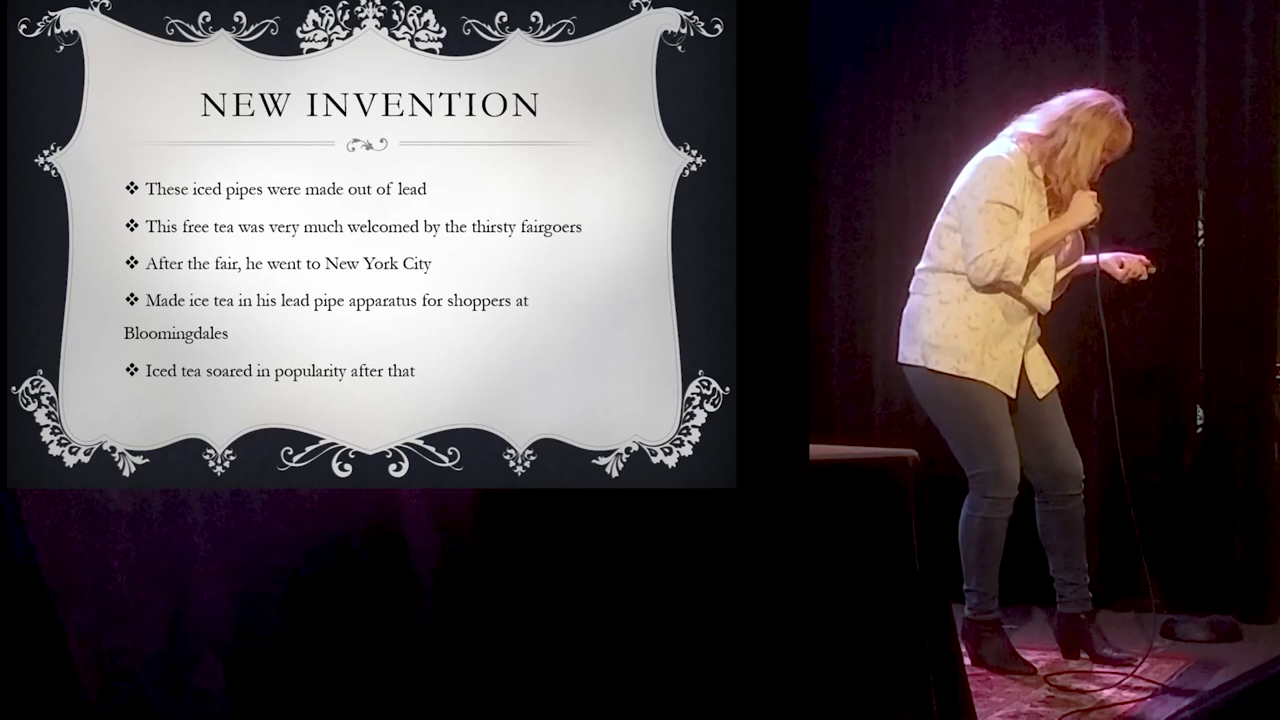 NEW INVENTION
❖ These iced pipes were made out of lead
❖ This free tea was very much welcomed by the thirsty fairgoers
❖ After the fair, he went to New York City
❖ Made ice tea in his lead pipe apparatus for shoppers at
Bloomingdales
❖ Iced tea soared in popularity after that